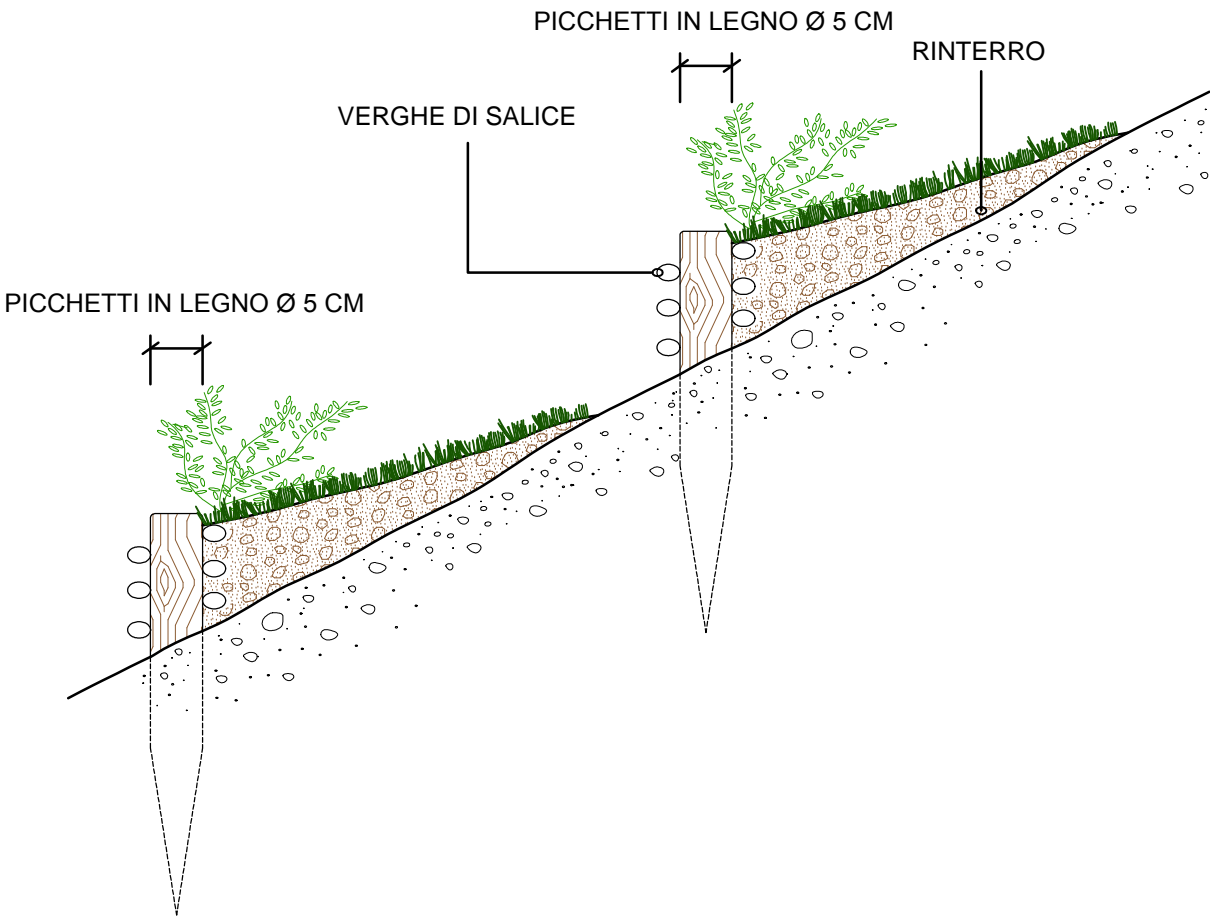 PICCHETTI IN LEGNO Ø 5 CM
RINTERRO
VERGHE DI SALICE
PICCHETTI IN LEGNO Ø 5 CM